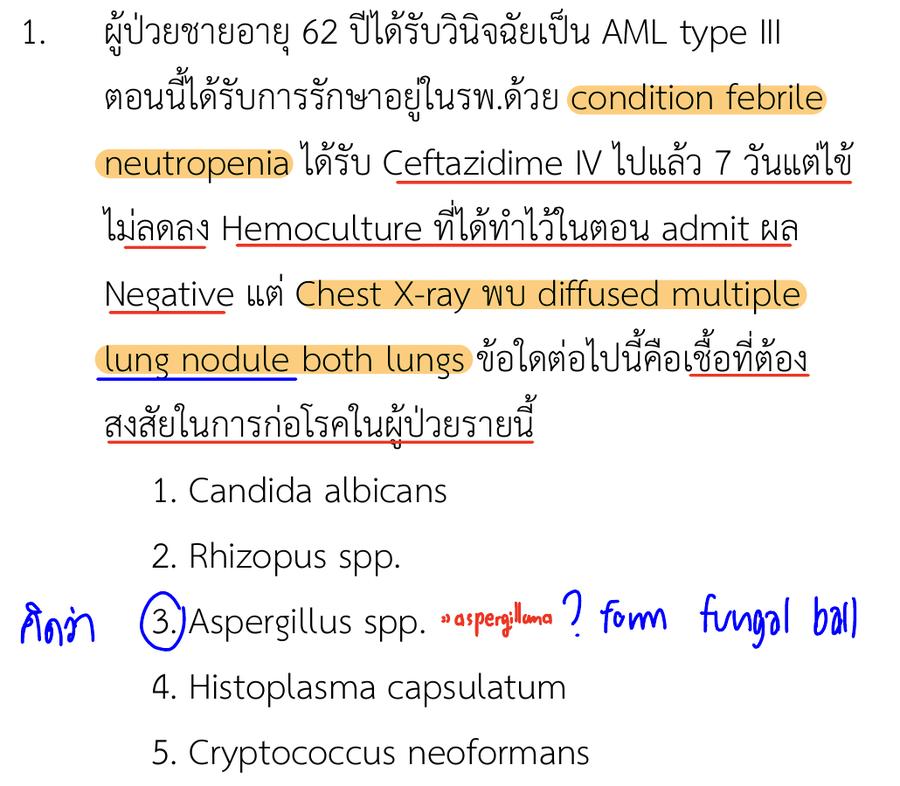 1. ผู้ป่วยชายอายุ 62 ปีได้รับวินิจฉัยเป็น AML type III
ตอนนี้ได้รับการรักษาอยู่ในรพ.ด้วย condition febrile
neutropenia ได้รับ Ceftazidime IV ไปแล้ว 7 วันแต่ไข้
ไม่ลดลง Hemoculture ที่ได้ทำไว้ในตอน admit ผล
Negative แต่ Chest X-ray พบ diffused multiple
lung nodule both lungs ข้อใดต่อไปนี้คือเชื้อที่ต้อง
สงสัยในการก่อโรคในผู้ป่วยรายนี้
1. Candida albicans
2. Rhizopus spp.
คิดว่า 3. Aspergillus spp. "aspergilloma ? form fungal ball
4. Histoplasma capsulatum
5. Cryptococcus neoformans